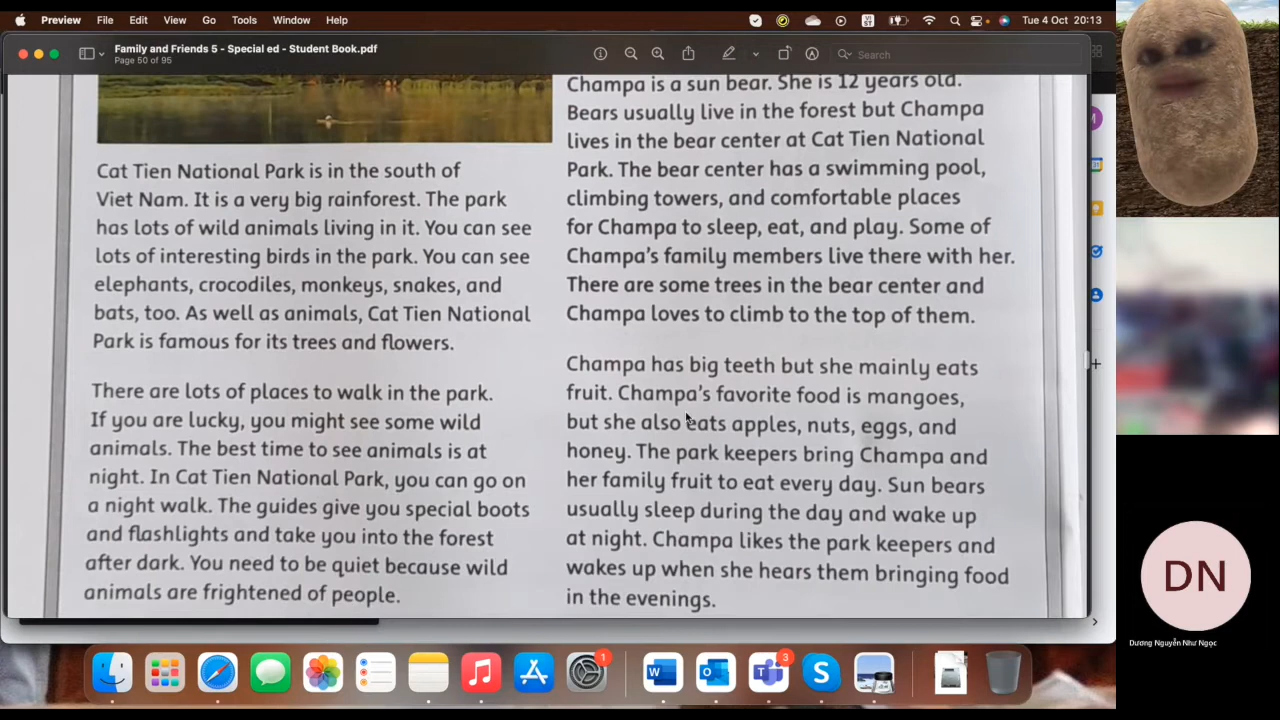 Preview File Edit View Go Tools Window Help
Tue 4 Oct 20:13
Family and Friends 5 - Special ed - Student Book.pdf
Page 50 of 95
Search
Cat Tien National Park is in the south of
Viet Nam. It is a very big rainforest. The park
has lots of wild animals living in it. You can see
lots of interesting birds in the park. You can see
elephants, crocodiles, monkeys, snakes, and
bats, too. As well as animals, Cat Tien National
Park is famous for its trees and flowers.
There are lots of places to walk in the park.
If you are lucky, you might see some wild
animals. The best time to see animals is at
night. In Cat Tien National Park, you can go on
a night walk. The guides give you special boots
and flashlights and take you into the forest
after dark. You need to be quiet because wild
animals are frightened of people.
Champa is a sun bear. She is 12 years old.
Bears usually live in the forest but Champa
lives in the bear center at Cat Tien National
Park. The bear center has a swimming pool,
climbing towers, and comfortable places
for Champa to sleep, eat, and play. Some of
Champa's family members live there with her.
There are some trees in the bear center and
Champa loves to climb to the top of them.
Champa has big teeth but she mainly eats
fruit. Champa's favorite food is mangoes,
but she also eats apples, nuts, eggs, and
honey. The park keepers bring Champa and
her family fruit to eat every day. Sun bears
usually sleep during the day and wake up
at night. Champa likes the park keepers and
wakes up when she hears them bringing food
in the evenings.
DN
Dương Nguyễn Như Ngọc
1
3